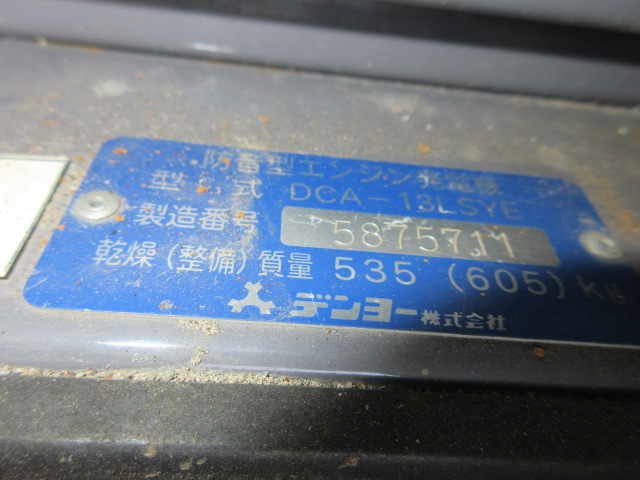 防音型エンジン発電機
型式 DCA-13LSYE
製造番号 5875711
乾燥(整備)質量 535 (605) kg
デンヨー株式会社